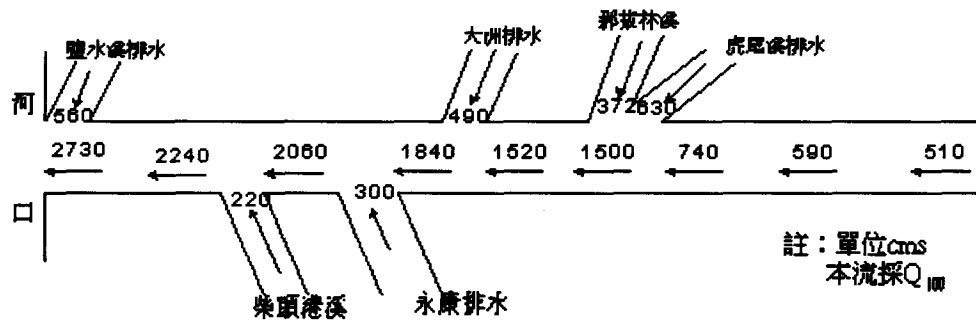 鹽水溪排水
大洲排水
那菝林溪
虎尾溪排水
河
560
490
372
630
2730
2240
2060
1840
1520
1500
740
590
510
220
300
口
註：單位cms
本流採Q100
柴頭港溪
永康排水